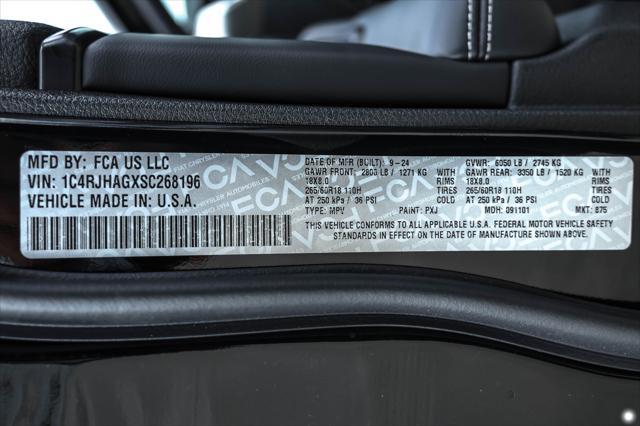 MFD BY: FCA US LLC
VIN: 1C4RJHAGXSC268196
VEHICLE MADE IN: U.S.A.
DATE OF MFR (BUILT): 9-24 GVWR: 6050 LB / 2745 KG
GAWR FRONT: 2803 LB / 1271 KG WITH GAWR REAR: 3350 LB / 1520 KG WITH
18X8.0 RIMS 18X8.0 RIMS
265/60R18 110H TIRES 265/60R18 110H TIRES
AT 250 kPa / 36 PSI COLD AT 250 kPa / 36 PSI COLD
TYPE: MPV PAINT: PXJ MDH: 091101 MKT: 875
THIS VEHICLE CONFORMS TO ALL APPLICABLE U.S.A. FEDERAL MOTOR VEHICLE SAFETY
STANDARDS IN EFFECT ON THE DATE OF MANUFACTURE SHOWN ABOVE.